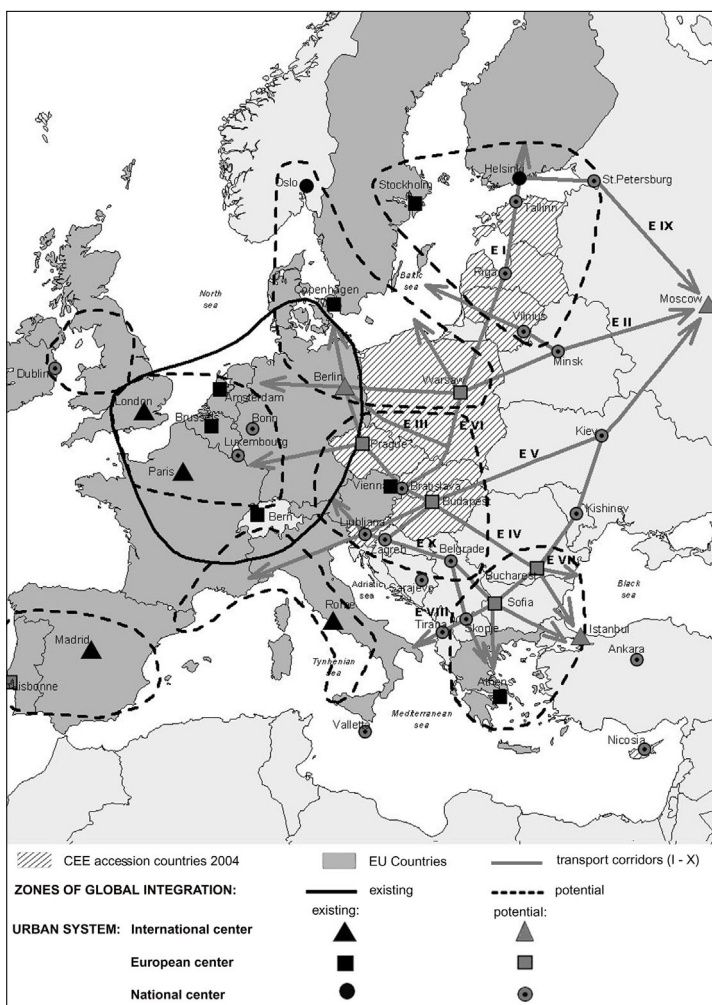 Oslo
Helsinki
St.Petersburg
Stockholm
Tallinn
E IX
E I
Riga
Baltic
sea
North
sea
Copenhagen
Moscow
Vilnius
E II
Minsk
Dublin
Berlin
Warsaw
London
Amsterdam
Brussels
Bonn
E III
E VI
Luxembourg
Prague
Kiev
Paris
E V
Vienna
Bratislava
Budapest
Bern
Kishinev
Ljubljana
Zagreb
E X
E IV
Belgrade
Bucharest
E VII
Adriatic
sea
Sarajevo
Black
sea
Rome
E VIII
Sofia
Tirana
Skopje
Istanbul
Madrid
Ankara
Tyrrhenian
sea
Lisbonne
Athens
Mediterranean
sea
Valletta
Nicosia
CEE accession countries 2004
EU Countries
transport corridors (I - X)
ZONES OF GLOBAL INTEGRATION:
existing
potential
existing:
potential:
URBAN SYSTEM:
International center
European center
National center